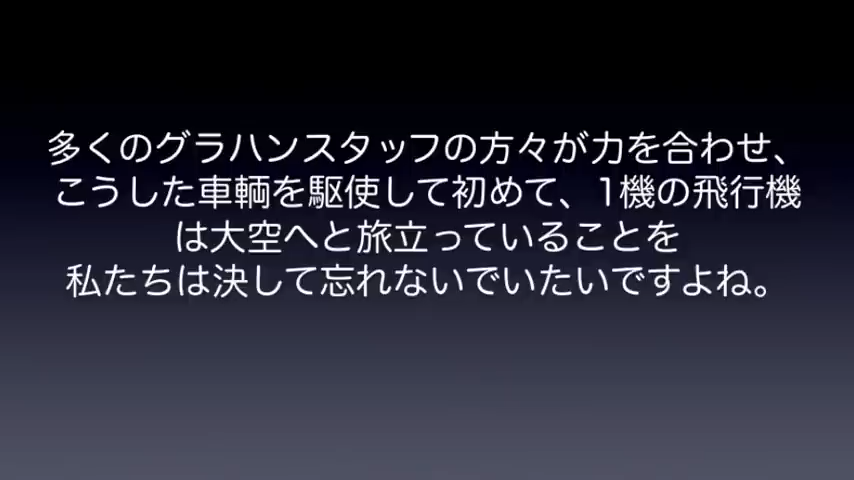 多くのグラハンスタッフの方々が力を合わせ、
こうした車輌を駆使して初めて、1機の飛行機
は大空へと旅立っていることを
私たちは決して忘れないでいたいですよね。